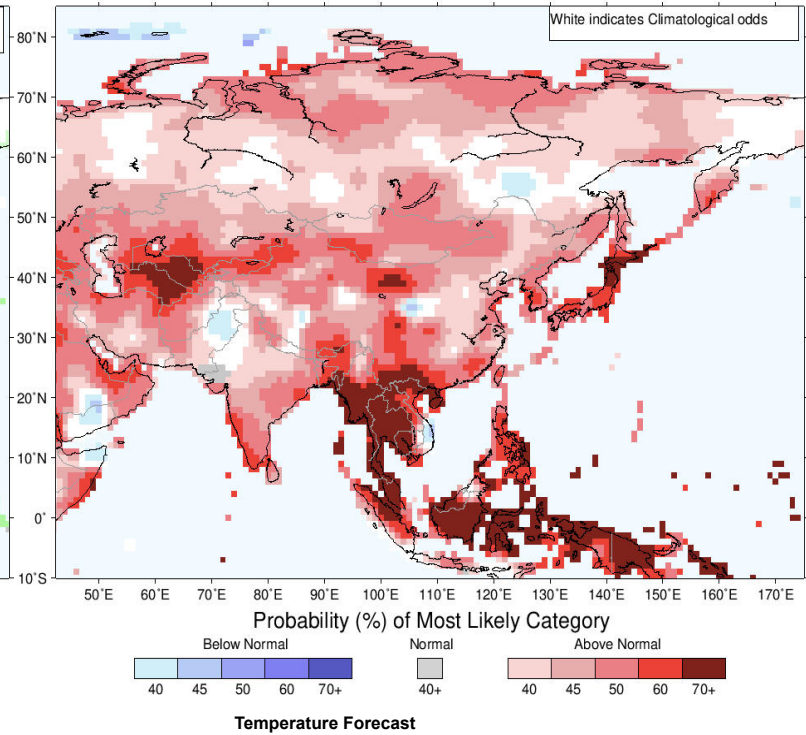 White indicates Climatological odds
80°N
70°N
60°N
50°N
40°N
30°N
20°N
10°N
0°
10°S
50°E 60°E 70°E 80°E 90°E 100°E 110°E 120°E 130°E 140°E 150°E 160°E 170°E
Probability (%) of Most Likely Category
Below Normal Normal Above Normal
40 45 50 60 70+ 40+ 40 45 50 60 70+
Temperature Forecast